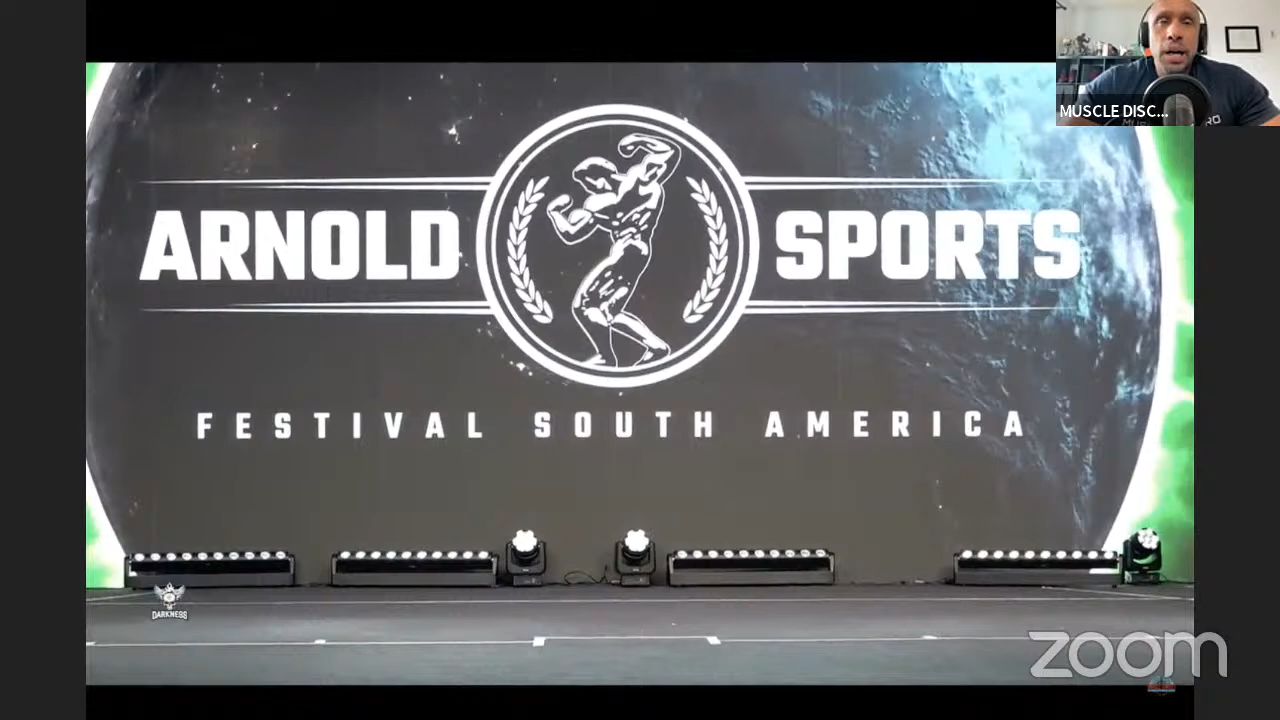 MUSCLE DISC...
ARNOLD SPORTS
FESTIVAL SOUTH AMERICA
DARKNESS
zoom